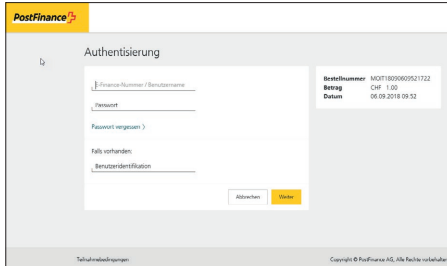 PostFinance
Authentisierung
E-Finance-Nummer / Benutzername
Passwort
Passwort vergessen >
Falls vorhanden:
Benutzeridentifikation
Abbrechen
Weiter
Bestellnummer MOIT18090609521722
Betrag CHF 1.00
Datum 06.09.2018 09:52
Teilnahmebedingungen
Copyright © PostFinance AG, Alle Rechte vorbehalten